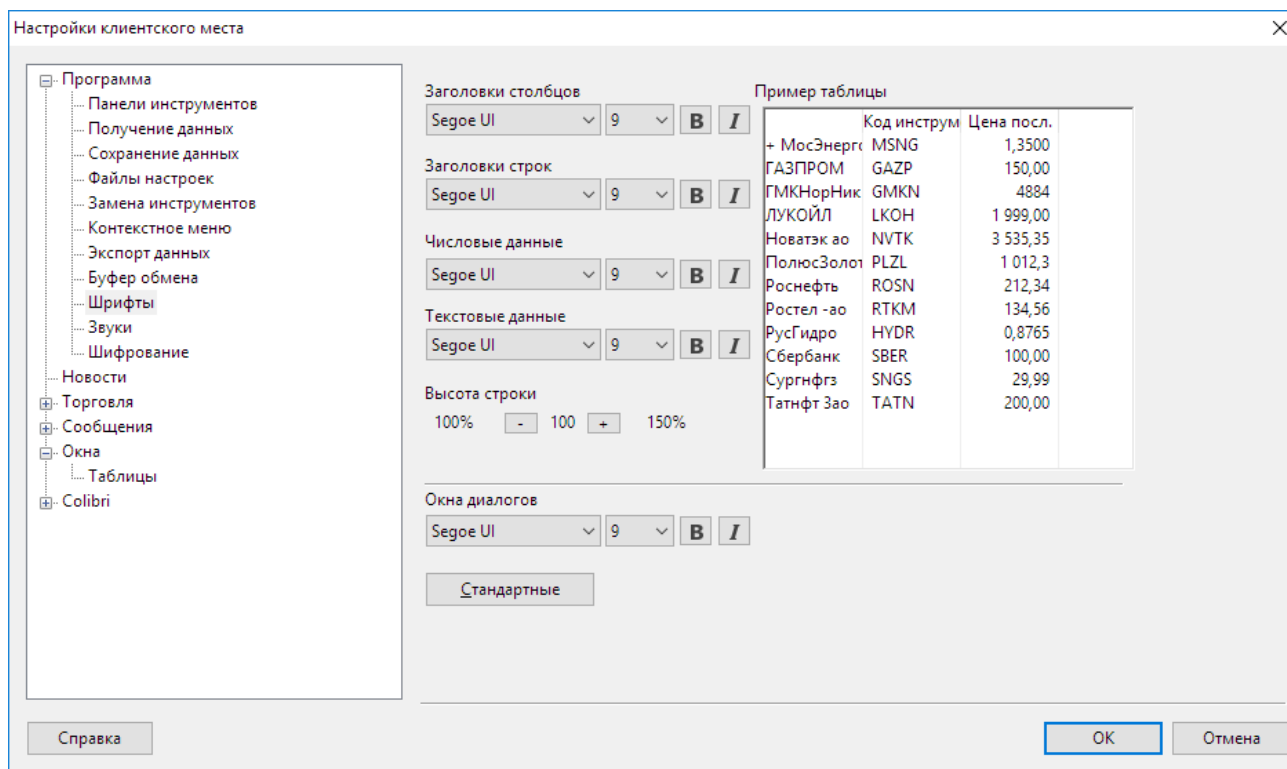 Настройки клиентского места
Программа
Панели инструментов
Получение данных
Сохранение данных
Файлы настроек
Замена инструментов
Контекстное меню
Экспорт данных
Буфер обмена
Шрифты
Звуки
Шифрование
Новости
Торговля
Сообщения
Окна
Таблицы
Colibri
Заголовки столбцов
Segoe UI 9 B I
Заголовки строк
Segoe UI 9 B I
Числовые данные
Segoe UI 9 B I
Текстовые данные
Segoe UI 9 B I
Высота строки
100% - 100 + 150%
Пример таблицы
Код инструм Цена посл.
+ МосЭнерго MSNG 1,3500
ГАЗПРОМ GAZP 150,00
ГМКНорНик GMKN 4884
ЛУКОЙЛ LKOH 1 999,00
Новатэк ао NVTK 3 535,35
ПолюсЗолот PLZL 1 012,3
Роснефть ROSN 212,34
Ростел -ао RTKM 134,56
РусГидро HYDR 0,8765
Сбербанк SBER 100,00
Сургнфгз SNGS 29,99
Татнфт 3ао TATN 200,00
Окна диалогов
Segoe UI 9 B I
Стандартные
Справка
OK
Отмена